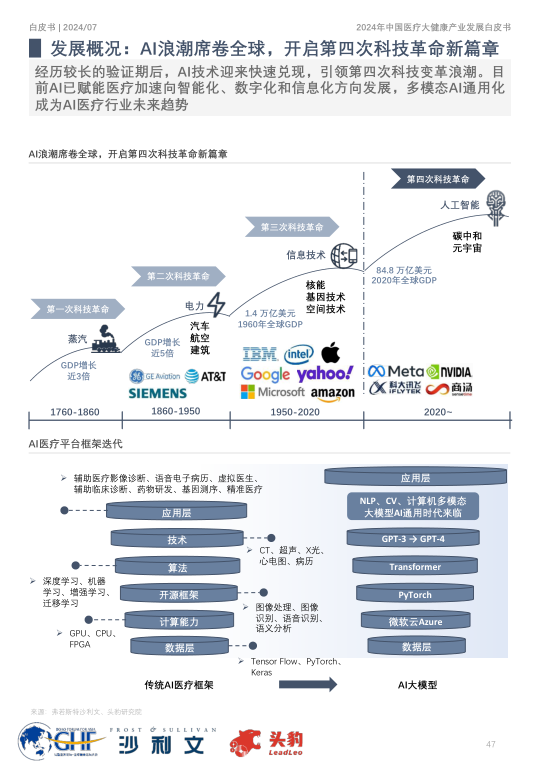 白皮书 | 2024/07
2024年中国医疗大健康产业发展白皮书
发展概况：AI浪潮席卷全球，开启第四次科技革命新篇章
经历较长的验证期后，AI技术迎来快速兑现，引领第四次科技变革浪潮。目
前AI已赋能医疗加速向智能化、数字化和信息化方向发展，多模态AI通用化
成为AI医疗行业未来趋势
AI浪潮席卷全球，开启第四次科技革命新篇章
第四次科技革命
人工智能
碳中和
元宇宙
第三次科技革命
信息技术
84.8 万亿美元
2020年全球GDP
核能
基因技术
空间技术
第二次科技革命
电力
1.4 万亿美元
1960年全球GDP
汽车
航空
建筑
第一次科技革命
蒸汽
GDP增长
近5倍
GDP增长
近3倍
IBM intel
GE Aviation AT&T
Google yahoo!
Meta NVIDIA
SIEMENS
Microsoft amazon
科大讯飞 iFLYTEK 商汤
1760-1860 1860-1950 1950-2020 2020~
AI医疗平台框架迭代
➢ 辅助医疗影像诊断、语音电子病历、虚拟医生、
辅助临床诊断、药物研发、基因测序、精准医疗
应用层
技术
➢ CT、超声、X光、
心电图、病历
算法
➢ 深度学习、机器
学习、增强学习、
迁移学习
开源框架
➢ 图像处理、图像
识别、语音识别、
语义分析
计算能力
➢ GPU、CPU、
FPGA
数据层
➢ Tensor Flow、PyTorch、
Keras
传统AI医疗框架
应用层
NLP、CV、计算机多模态
大模型AI通用时代来临
GPT-3 → GPT-4
Transformer
PyTorch
微软云Azure
数据层
AI大模型
来源：弗若斯特沙利文、头豹研究院
GHF
FROST & SULLIVAN
沙利文
头豹
LeadLeo
47